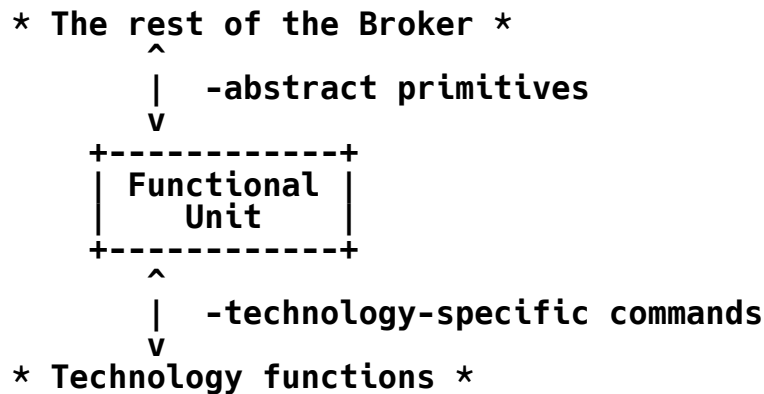 * The rest of the Broker *
^
| -abstract primitives
v
+------------+
| Functional |
| Unit |
+------------+
^
| -technology-specific commands
v
* Technology functions *